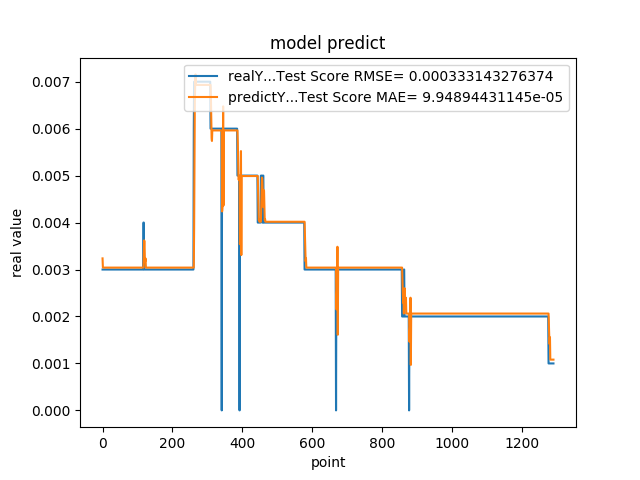 model predict
realY...Test Score RMSE= 0.000333143276374
predictY...Test Score MAE= 9.94894431145e-05
0.007
0.006
0.005
0.004
0.003
0.002
0.001
0.000
real value
0 200 400 600 800 1000 1200
point